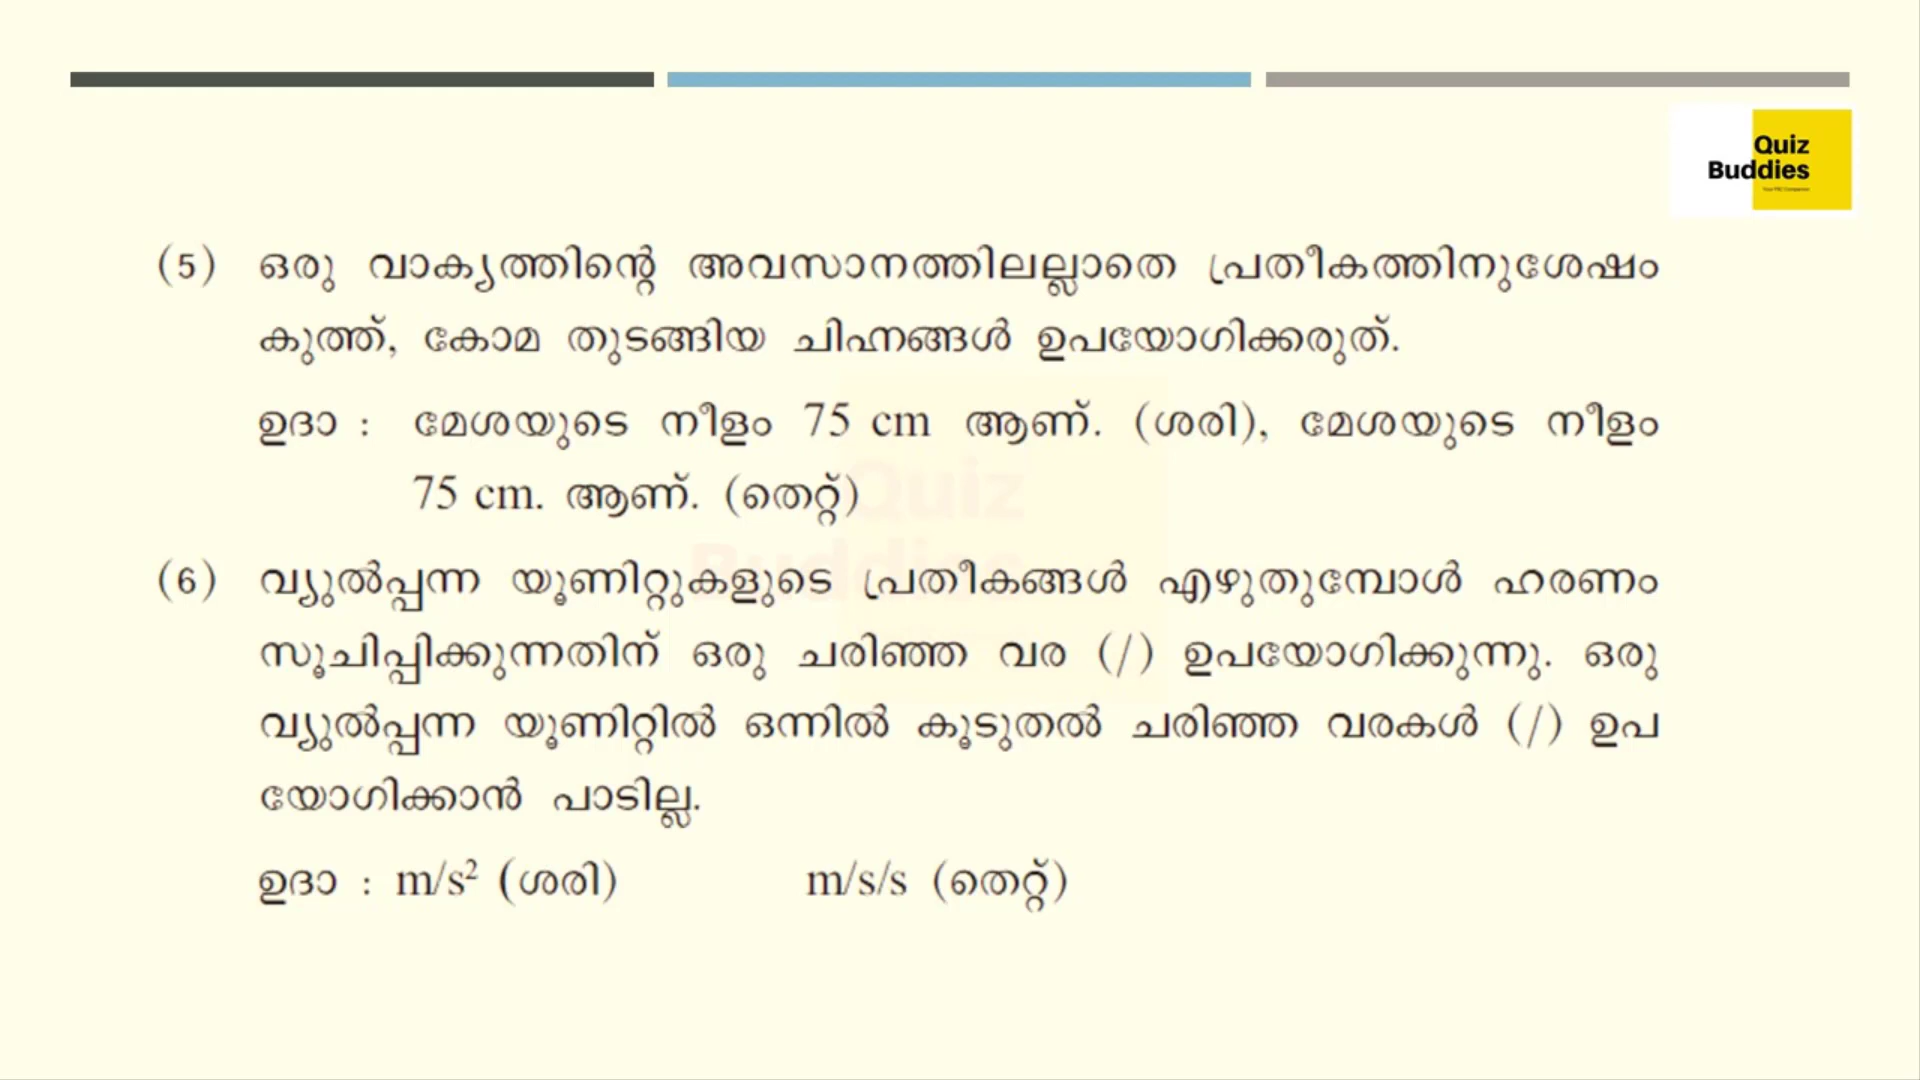 Quiz
Buddies
(5) ഒരു വാക്യത്തിന്റെ അവസാനത്തിലല്ലാതെ പ്രതീകത്തിനുശേഷം
കുത്ത്, കോമ തുടങ്ങിയ ചിഹ്നങ്ങൾ ഉപയോഗിക്കരുത്.
ഉദാ : മേശയുടെ നീളം 75 cm ആണ്. (ശരി), മേശയുടെ നീളം
75 cm. ആണ്. (തെറ്റ്)
(6) വ്യുൽപ്പന്ന യൂണിറ്റുകളുടെ പ്രതീകങ്ങൾ എഴുതുമ്പോൾ ഹരണം
സൂചിപ്പിക്കുന്നതിന് ഒരു ചരിഞ്ഞ വര (/) ഉപയോഗിക്കുന്നു. ഒരു
വ്യുൽപ്പന്ന യൂണിറ്റിൽ ഒന്നിൽ കൂടുതൽ ചരിഞ്ഞ വരകൾ (/) ഉപ
യോഗിക്കാൻ പാടില്ല.
ഉദാ : m/s² (ശരി) m/s/s (തെറ്റ്)